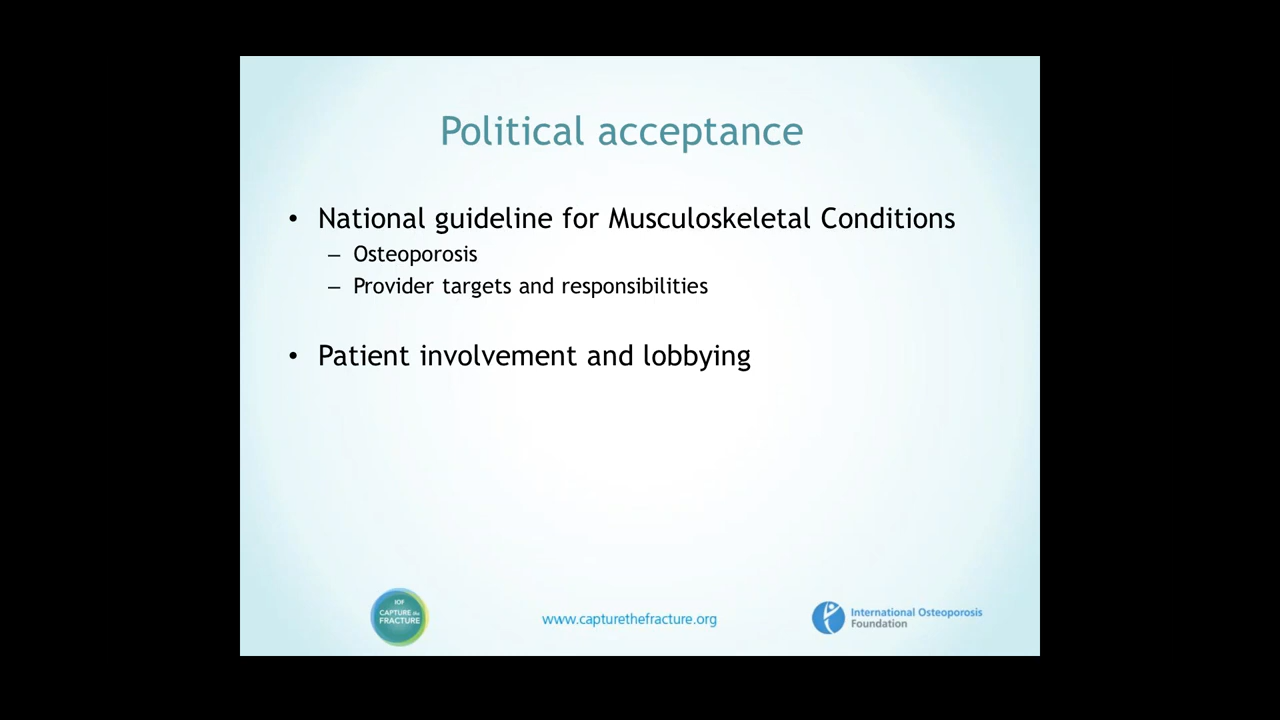 Political acceptance
• National guideline for Musculoskeletal Conditions
– Osteoporosis
– Provider targets and responsibilities
• Patient involvement and lobbying
IOF
CAPTURE the
FRACTURE
www.capturethefracture.org
International Osteoporosis
Foundation